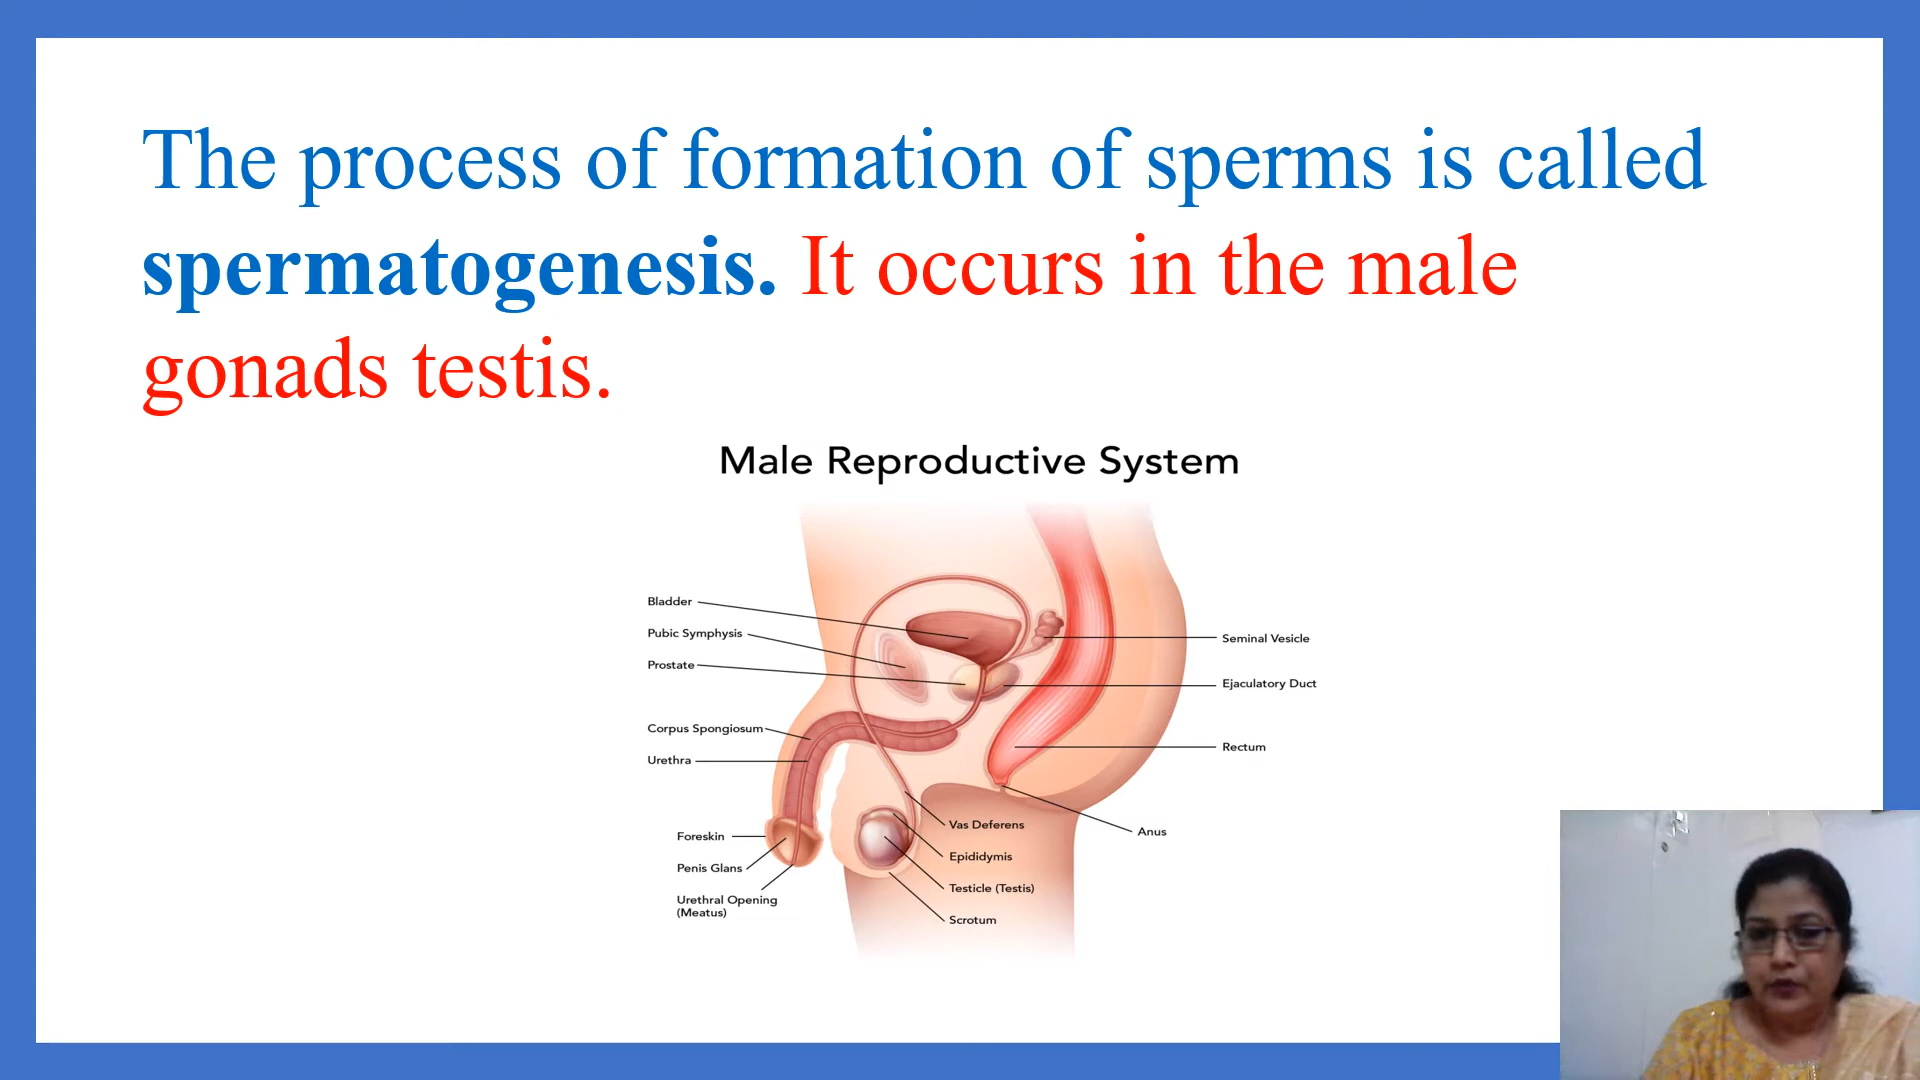 The process of formation of sperms is called
spermatogenesis. It occurs in the male
gonads testis.
Male Reproductive System
Bladder
Pubic Symphysis
Prostate
Corpus Spongiosum
Urethra
Foreskin
Penis Glans
Urethral Opening
(Meatus)
Seminal Vesicle
Ejaculatory Duct
Rectum
Anus
Vas Deferens
Epididymis
Testicle (Testis)
Scrotum